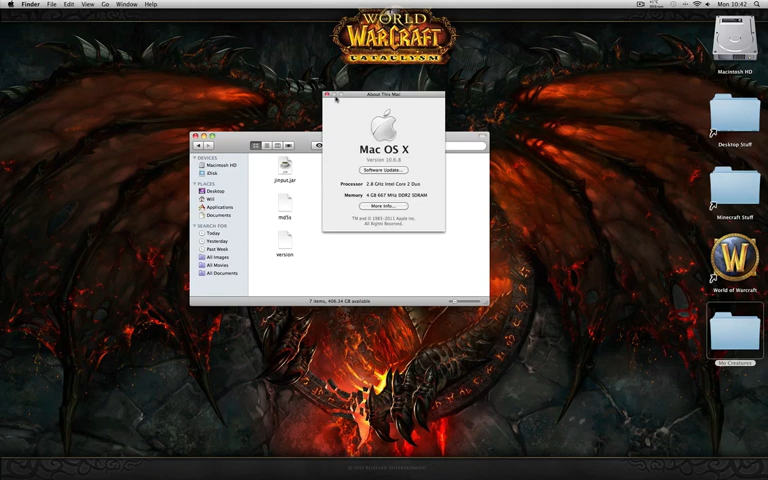 Finder File Edit View Go Window Help
Mon 10:42
WORLD
OF
WARCRAFT
CATACLYSM
Macintosh HD
Desktop Stuff
Minecraft Stuff
World of Warcraft
My Creatures
About This Mac
Mac OS X
Version 10.6.8
Software Update...
Processor 2.8 GHz Intel Core 2 Duo
Memory 4 GB 667 MHz DDR2 SDRAM
More Info...
TM and © 1983-2011 Apple Inc.
All Rights Reserved.
DEVICES
Macintosh HD
iDisk
PLACES
Desktop
Will
Applications
Documents
SEARCH FOR
Today
Yesterday
Past Week
All Images
All Movies
All Documents
jinput.jar
md5s
version
7 items, 406.34 GB available